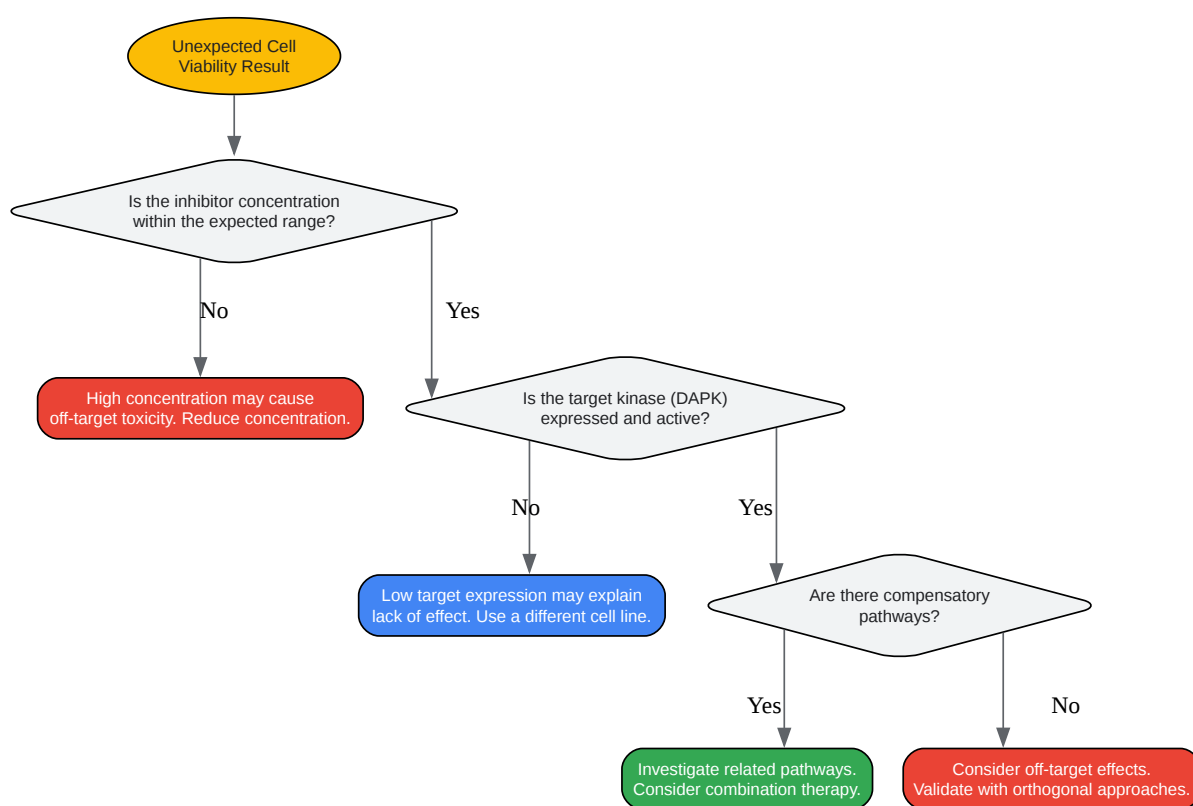 Unexpected Cell
Viability Result
Is the inhibitor concentration
within the expected range?
No
Yes
High concentration may cause
off-target toxicity. Reduce concentration.
Is the target kinase (DAPK)
expressed and active?
No
Yes
Low target expression may explain
lack of effect. Use a different cell line.
Are there compensatory
pathways?
Yes
No
Investigate related pathways.
Consider combination therapy.
Consider off-target effects.
Validate with orthogonal approaches.